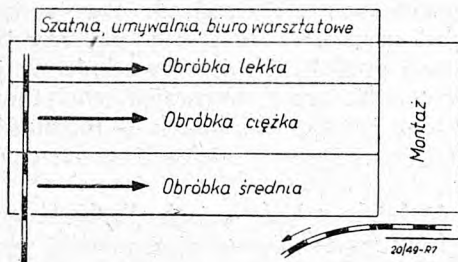 Szatnia, umywalnia, biuro warsztatowe
Obróbka lekka
Obróbka ciężka
Obróbka średnia
Montaż
20/49-R7